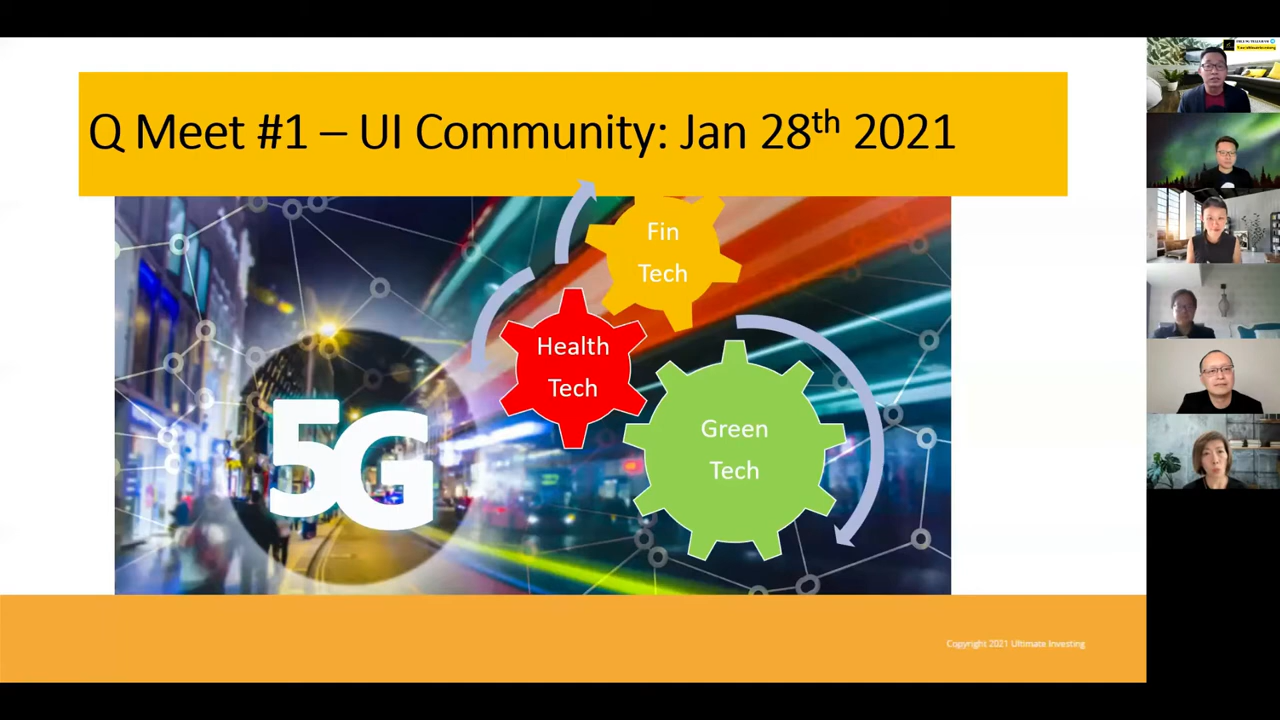 Q Meet #1 – UI Community: Jan 28th 2021
Fin
Tech
Health
Tech
Green
Tech
5G
Copyright 2021 Ultimate Investing